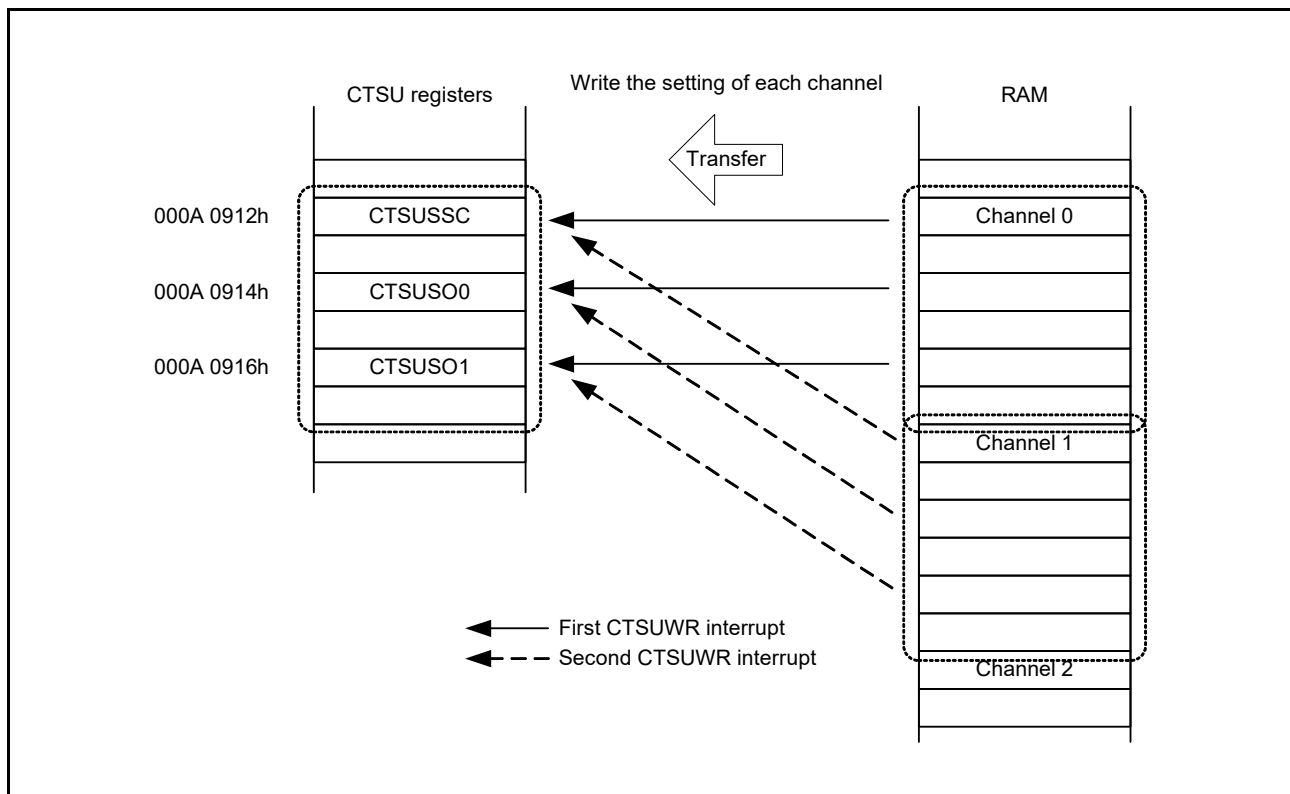 Write the setting of each channel
CTSU registers
RAM
Transfer
000A 0912h
CTSUSSC
Channel 0
000A 0914h
CTSUSO0
000A 0916h
CTSUSO1
Channel 1
First CTSUWR interrupt
Second CTSUWR interrupt
Channel 2